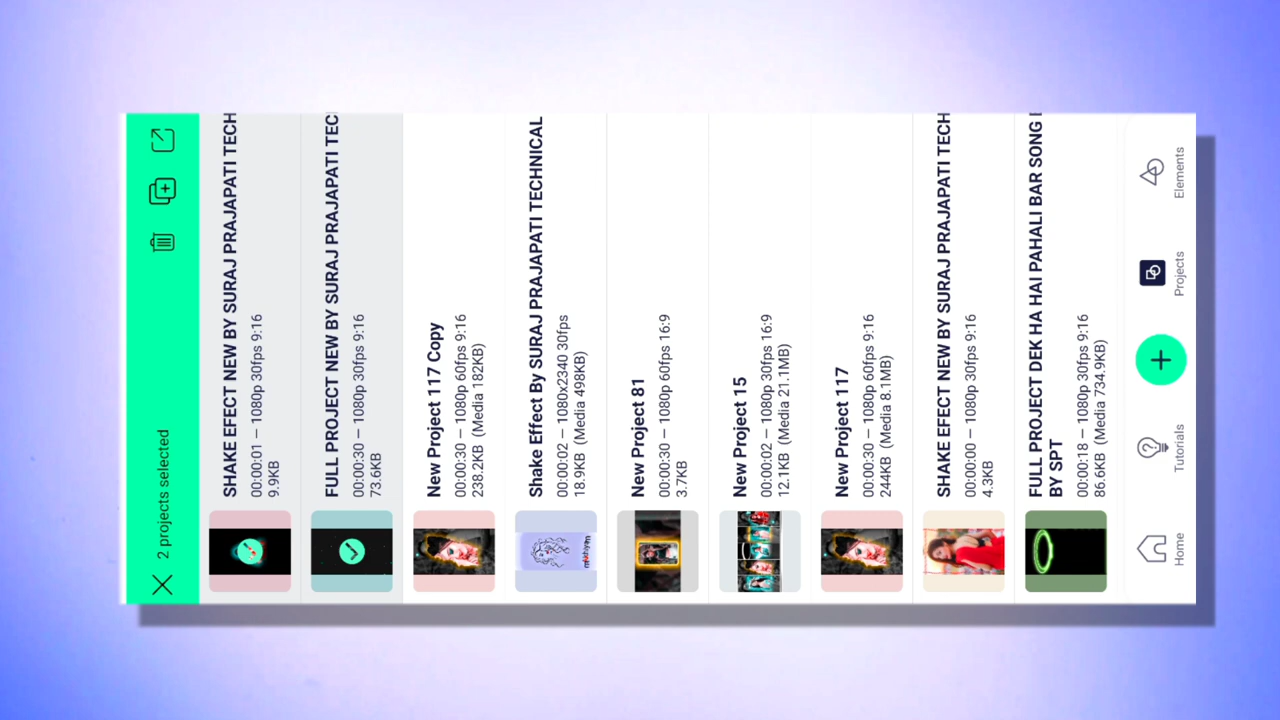 2 projects selected
SHAKE EFECT NEW BY SURAJ PRAJAPATI TECH
00:00:01 – 1080p 30fps 9:16
9.9KB
FULL PROJECT NEW BY SURAJ PRAJAPATI TEC
00:00:30 – 1080p 30fps 9:16
73.6KB
New Project 117 Copy
00:00:30 – 1080p 60fps 9:16
238.2KB (Media 182KB)
Shake Effect By SURAJ PRAJAPATI TECHNICAL
00:00:02 – 1080x2340 30fps
18.9KB (Media 498KB)
New Project 81
00:00:30 – 1080p 60fps 16:9
3.7KB
New Project 15
00:00:02 – 1080p 30fps 16:9
12.1KB (Media 21.1MB)
New Project 117
00:00:30 – 1080p 60fps 9:16
244KB (Media 8.1MB)
SHAKE EFECT NEW BY SURAJ PRAJAPATI TECH
00:00:00 – 1080p 30fps 9:16
4.3KB
FULL PROJECT DEK HA HAI PAHALI BAR SONG
BY SPT
00:00:18 – 1080p 30fps 9:16
86.6KB (Media 734.9KB)
Home
Tutorials
Projects
Elements